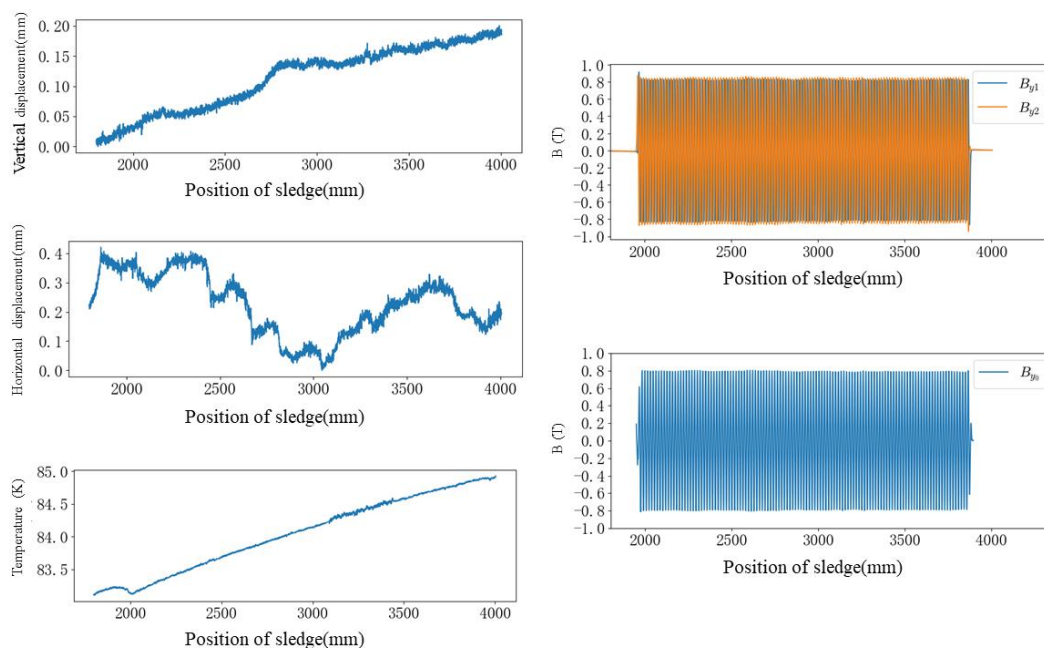 Vertical displacement(mm)
0.20
0.15
0.10
0.05
0.00
2000 2500 3000 3500 4000
Position of sledge(mm)
Horizontal displacement(mm)
0.4
0.3
0.2
0.1
0.0
2000 2500 3000 3500 4000
Position of sledge(mm)
Temperature (K)
85.0
84.5
84.0
83.5
2000 2500 3000 3500 4000
Position of sledge(mm)
B (T)
1.0
0.8
0.6
0.4
0.2
0.0
-0.2
-0.4
-0.6
-0.8
-1.0
By1
By2
2000 2500 3000 3500 4000
Position of sledge(mm)
B (T)
1.0
0.8
0.6
0.4
0.2
0.0
-0.2
-0.4
-0.6
-0.8
-1.0
By0
2000 2500 3000 3500 4000
Position of sledge(mm)